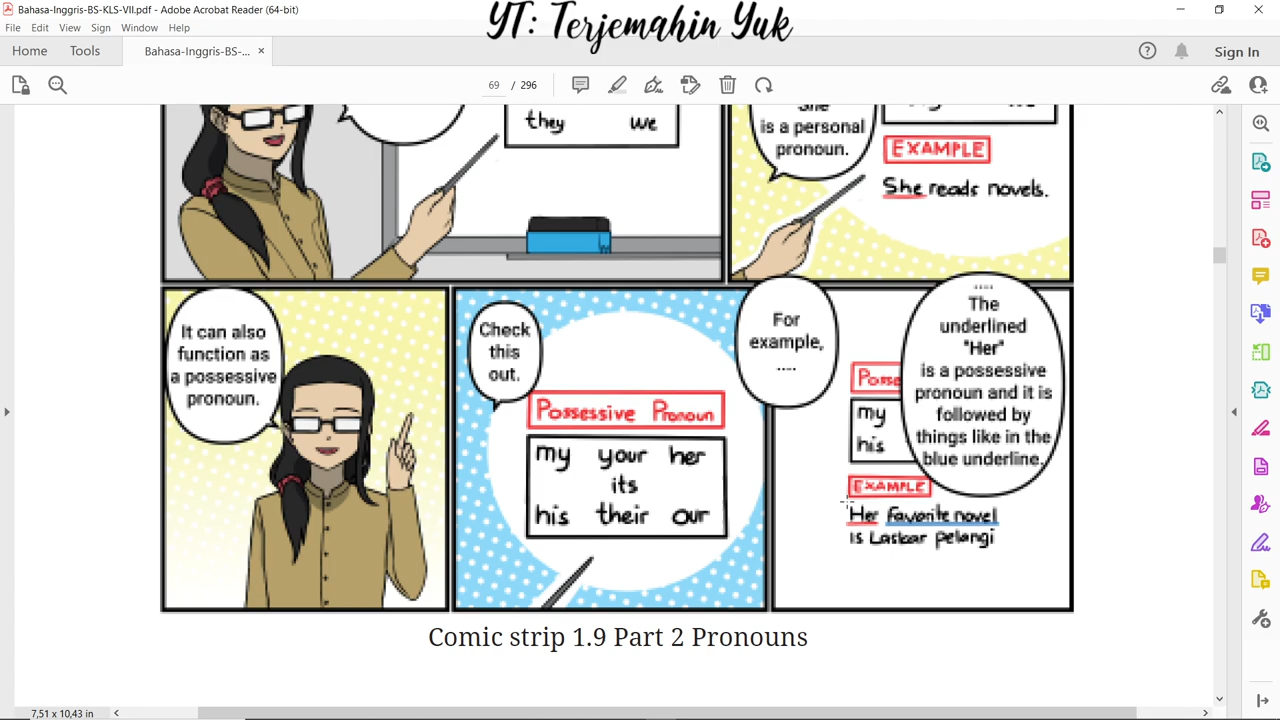 Bahasa-Inggris-BS-KLS-VII.pdf - Adobe Acrobat Reader (64-bit)
YT: Terjemahin Yuk
File Edit View Sign Window Help
Home Tools Bahasa-Inggris-BS-... × Sign In
69 / 296
they we
She
is a personal
pronoun.
EXAMPLE
She reads novels.
It can also
function as
a possessive
pronoun.
Check
this
out.
Possessive Pronoun
my your her
its
his their our
For
example,
....
....
The
underlined
"Her"
is a possessive
pronoun and it is
followed by
things like in the
blue underline.
Posse
my
his
EXAMPLE
Her favorite novel
is Laskar pelangi
Comic strip 1.9 Part 2 Pronouns
7,51 x 10,43 in